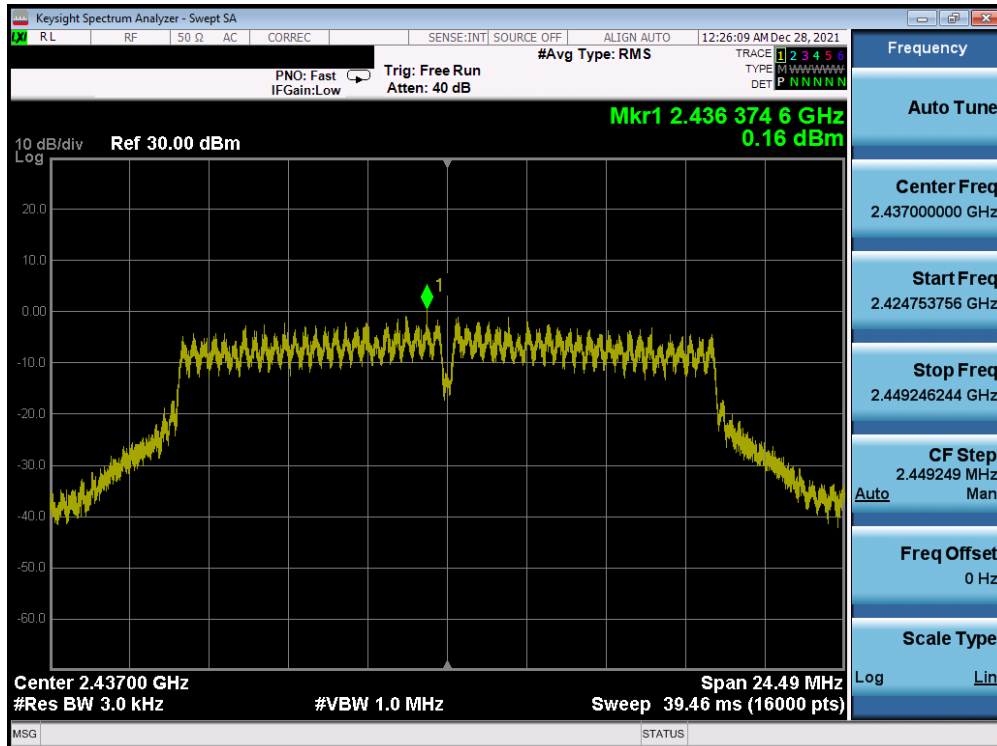 Keysight Spectrum Analyzer - Swept SA
LXI RL RF 50 Ω AC CORREC SENSE:INT SOURCE OFF ALIGN AUTO 12:26:09 AM Dec 28, 2021
Frequency
#Avg Type: RMS
TRACE 1 2 3 4 5 6
PNO: Fast Trig: Free Run
TYPE M W W W W W
IFGain:Low Atten: 40 dB
DET P N N N N N
Auto Tune
Mkr1 2.436 374 6 GHz
0.16 dBm
10 dB/div Ref 30.00 dBm
Log
20.0
10.0
0.00
-10.0
-20.0
-30.0
-40.0
-50.0
-60.0
1
Center Freq
2.437000000 GHz
Start Freq
2.424753756 GHz
Stop Freq
2.449246244 GHz
CF Step
2.449249 MHz
Auto Man
Freq Offset
0 Hz
Scale Type
Log Lin
Center 2.43700 GHz Span 24.49 MHz
#Res BW 3.0 kHz #VBW 1.0 MHz Sweep 39.46 ms (16000 pts)
MSG STATUS